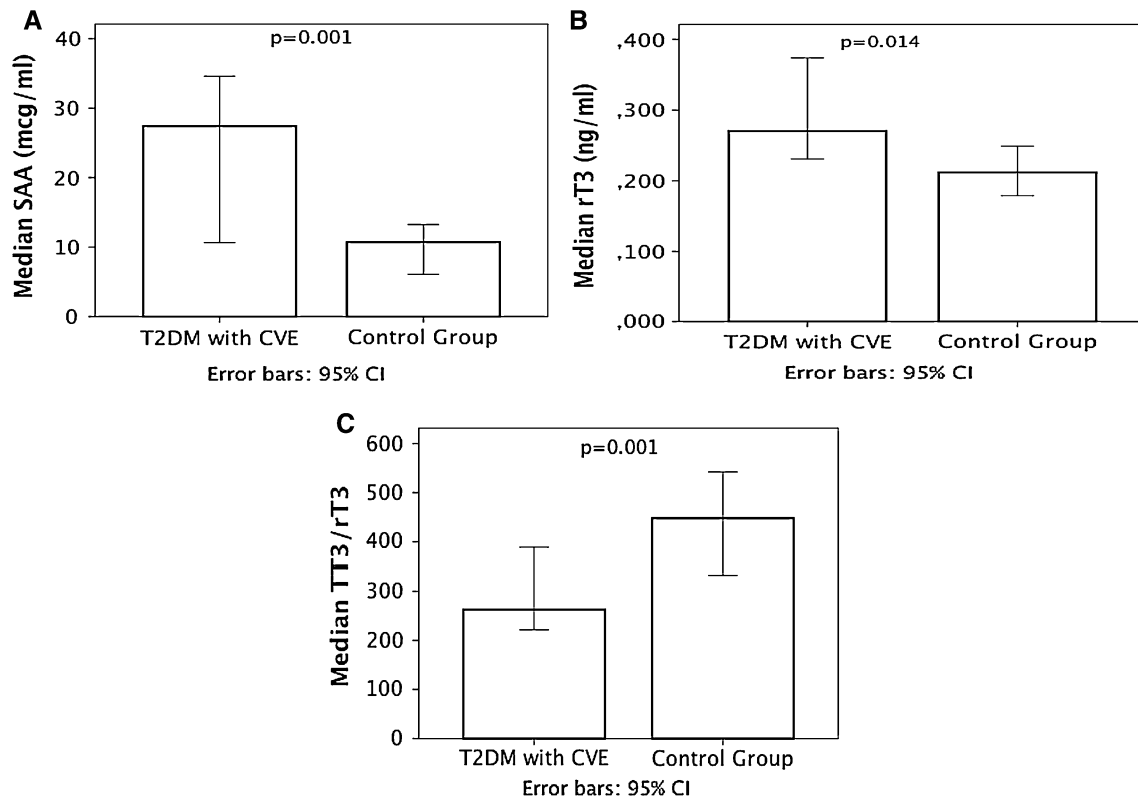 A
p=0.001
Median SAA (mcg/ml)
40
30
20
10
0
T2DM with CVE
Control Group
Error bars: 95% CI
B
p=0.014
Median rT3 (ng/ml)
,400
,300
,200
,100
,000
T2DM with CVE
Control Group
Error bars: 95% CI
C
p=0.001
Median TT3/rT3
600
500
400
300
200
100
0
T2DM with CVE
Control Group
Error bars: 95% CI